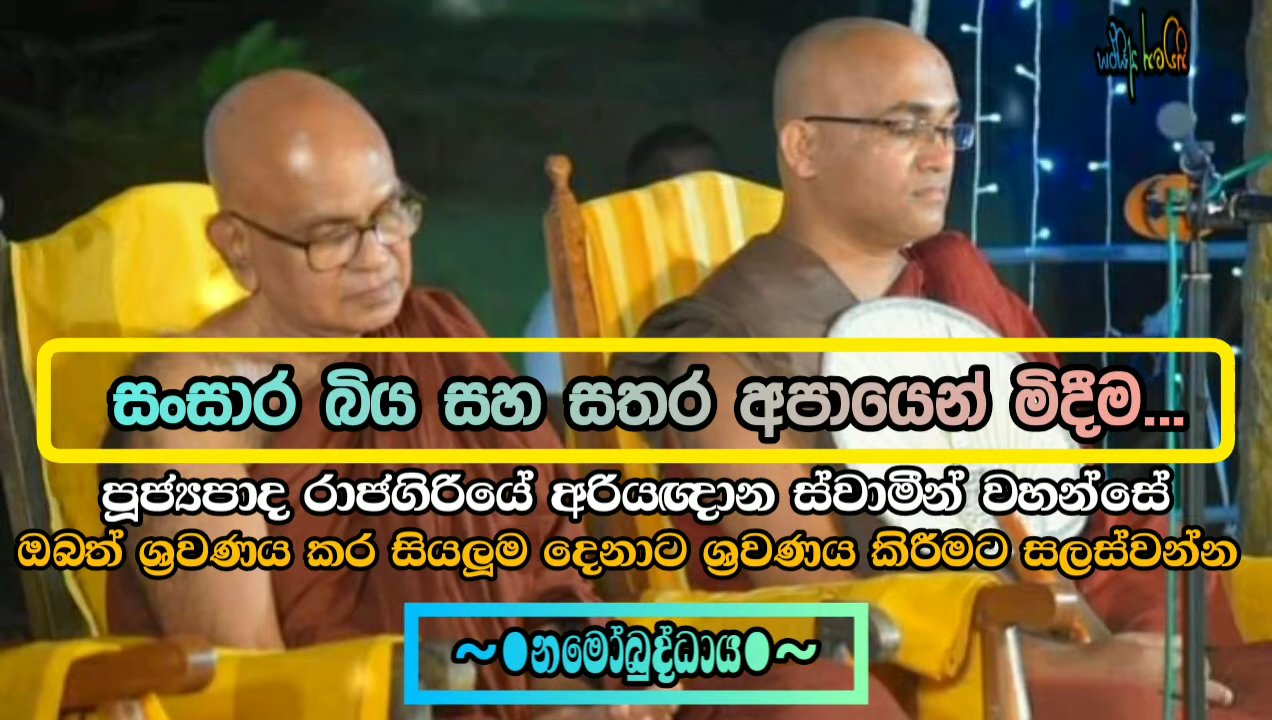 සංසාර බිය සහ සතර අපායෙන් මිදීම...
පූජ්‍යපාද රාජගිරියේ අරියඥාන ස්වාමීන් වහන්සේ
ඔබත් ශ්‍රවණය කර සියලූම දෙනාට ශ්‍රවණය කිරීමට සලස්වන්න
~●නමෝබුද්ධාය●~